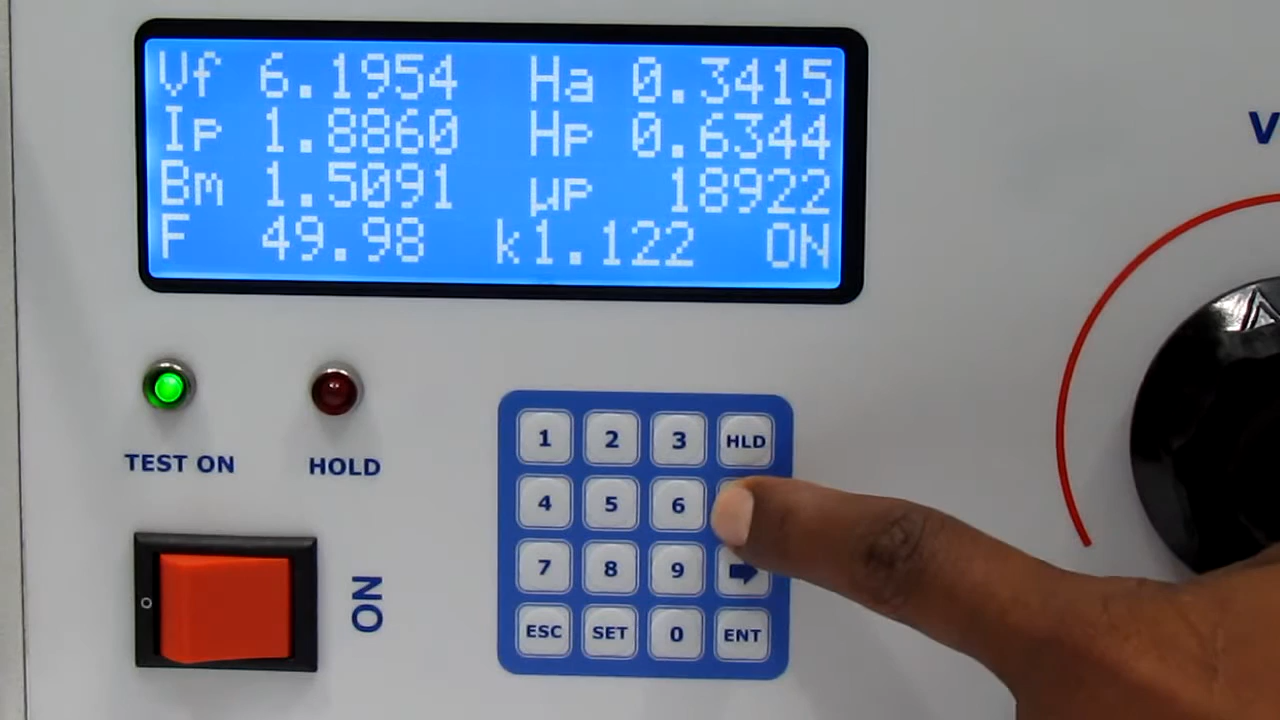 Vf 6.1954 Ha 0.3415
Ip 1.8860 Hp 0.6344
Bm 1.5091 µp 18922
F 49.98 k1.122 ON
V
TEST ON HOLD
ON
1 2 3 HLD
4 5 6
7 8 9
ESC SET 0 ENT